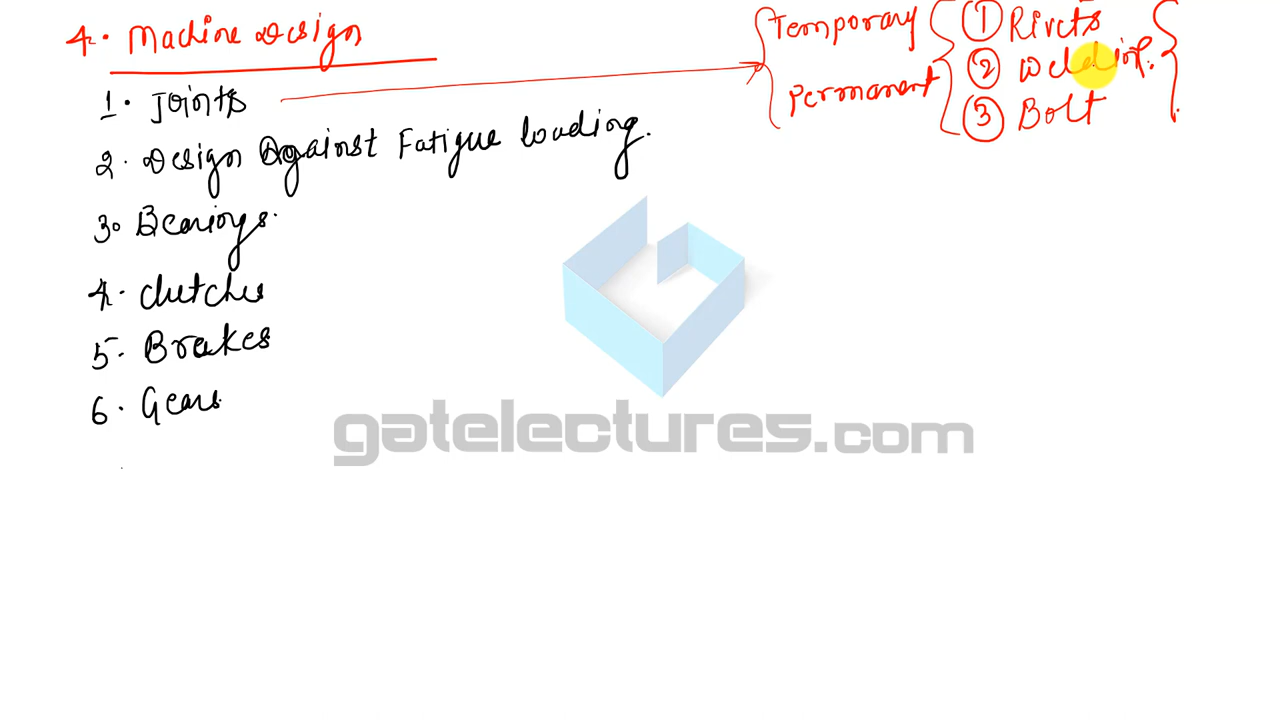 4. Machine Design
1. Joints
2. Design Against Fatigue loading.
3. Bearings.
4. clutches
5. Brakes
6. Gears
Temporary
Permanent
1 Rivets
2 Welding.
3 Bolt
gatelectures.com